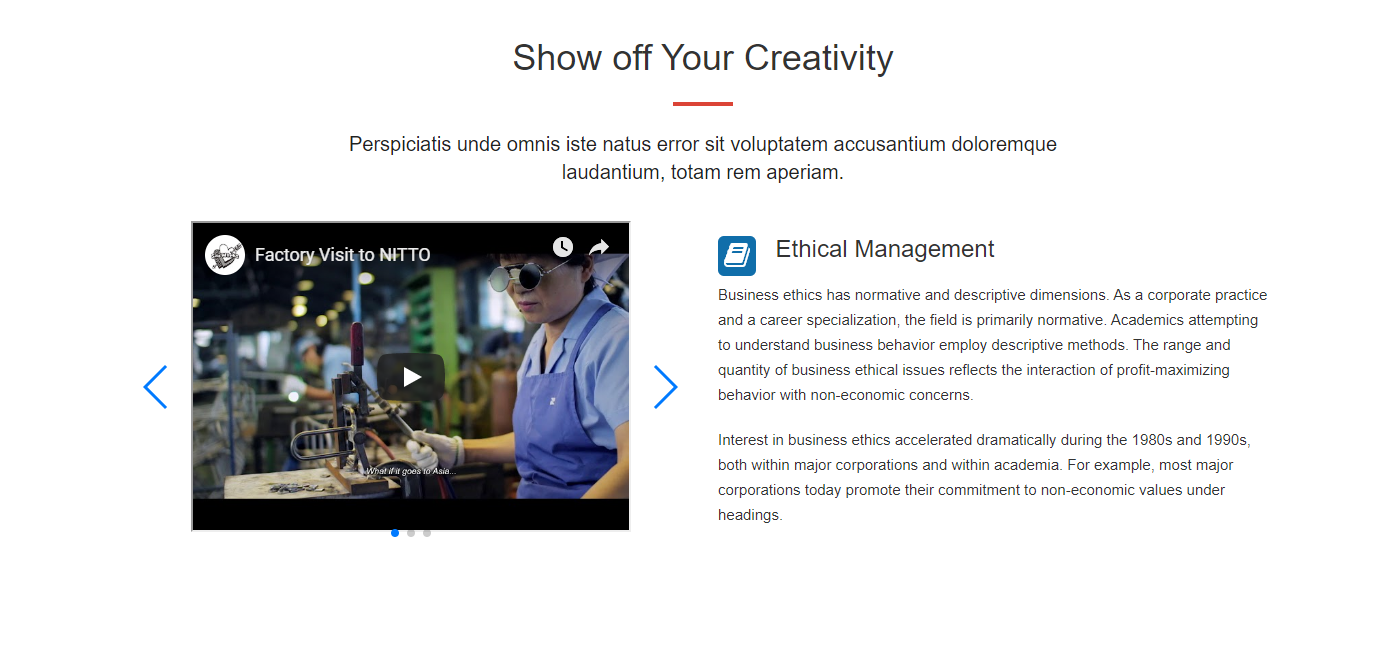 Show off Your Creativity
Perspiciatis unde omnis iste natus error sit voluptatem accusantium doloremque
laudantium, totam rem aperiam.
Factory Visit to NITTO
What if it goes to Asia...
Ethical Management
Business ethics has normative and descriptive dimensions. As a corporate practice
and a career specialization, the field is primarily normative. Academics attempting
to understand business behavior employ descriptive methods. The range and
quantity of business ethical issues reflects the interaction of profit-maximizing
behavior with non-economic concerns.
Interest in business ethics accelerated dramatically during the 1980s and 1990s,
both within major corporations and within academia. For example, most major
corporations today promote their commitment to non-economic values under
headings.